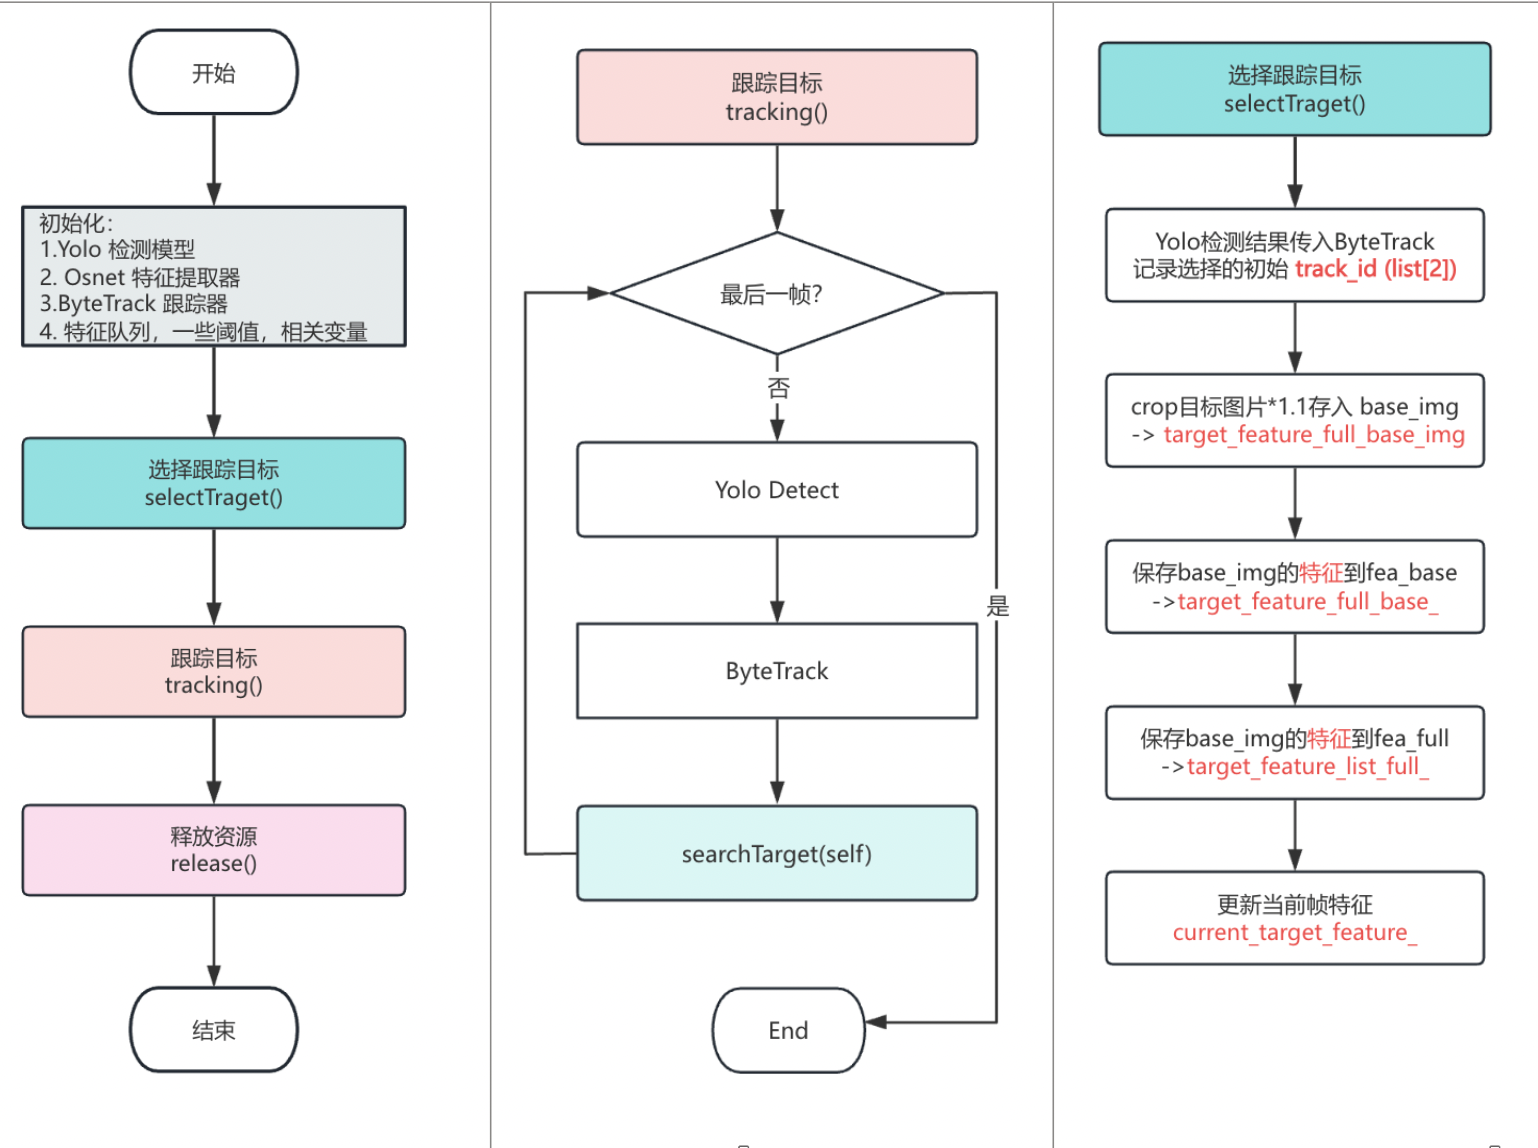 开始
初始化：
1.Yolo 检测模型
2. Osnet 特征提取器
3.ByteTrack 跟踪器
4. 特征队列，一些阈值，相关变量
选择跟踪目标
selectTraget()
跟踪目标
tracking()
释放资源
release()
结束
跟踪目标
tracking()
最后一帧？
否
Yolo Detect
是
ByteTrack
searchTarget(self)
End
选择跟踪目标
selectTraget()
Yolo检测结果传入ByteTrack
记录选择的初始 track_id (list[2])
crop目标图片*1.1存入 base_img
-> target_feature_full_base_img
保存base_img的特征到fea_base
->target_feature_full_base_
保存base_img的特征到fea_full
->target_feature_list_full_
更新当前帧特征
current_target_feature_